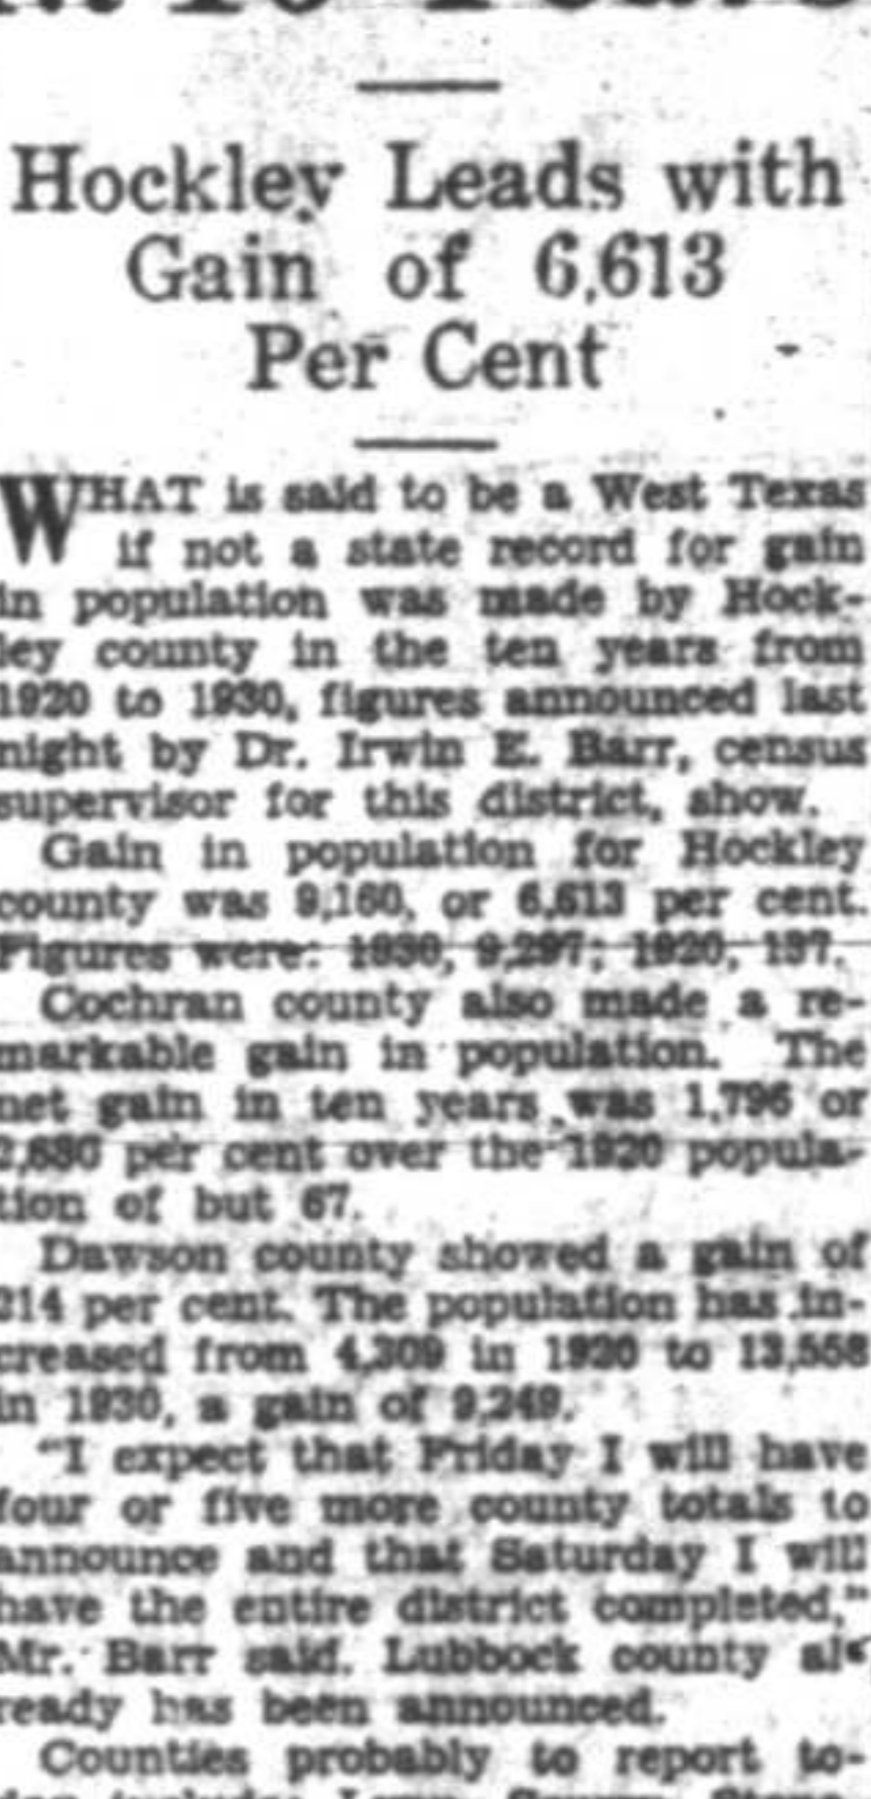 Hockley Leads with
Gain of 6,613
Per Cent
WHAT is said to be a West Texas
if not a state record for gain
in population was made by Hock-
ley county in the ten years from
1920 to 1930, figures announced last
night by Dr. Irwin E. Barr, census
supervisor for this district, show.
Gain in population for Hockley
county was 9,160, or 6,613 per cent.
Figures were: 1930, 9,297; 1920, 137.
Cochran county also made a re-
markable gain in population. The
net gain in ten years was 1,796 or
per cent over the 1920 popula-
tion of but 67.
Dawson county showed a gain of
214 per cent. The population has in-
creased from 4,309 in 1920 to 13,558
in 1930, a gain of 9,249.
"I expect that Friday I will have
four or five more county totals to
announce and that Saturday I will
have the entire district completed,"
Mr. Barr said. Lubbock county al-
ready has been announced.
Counties probably to report to-